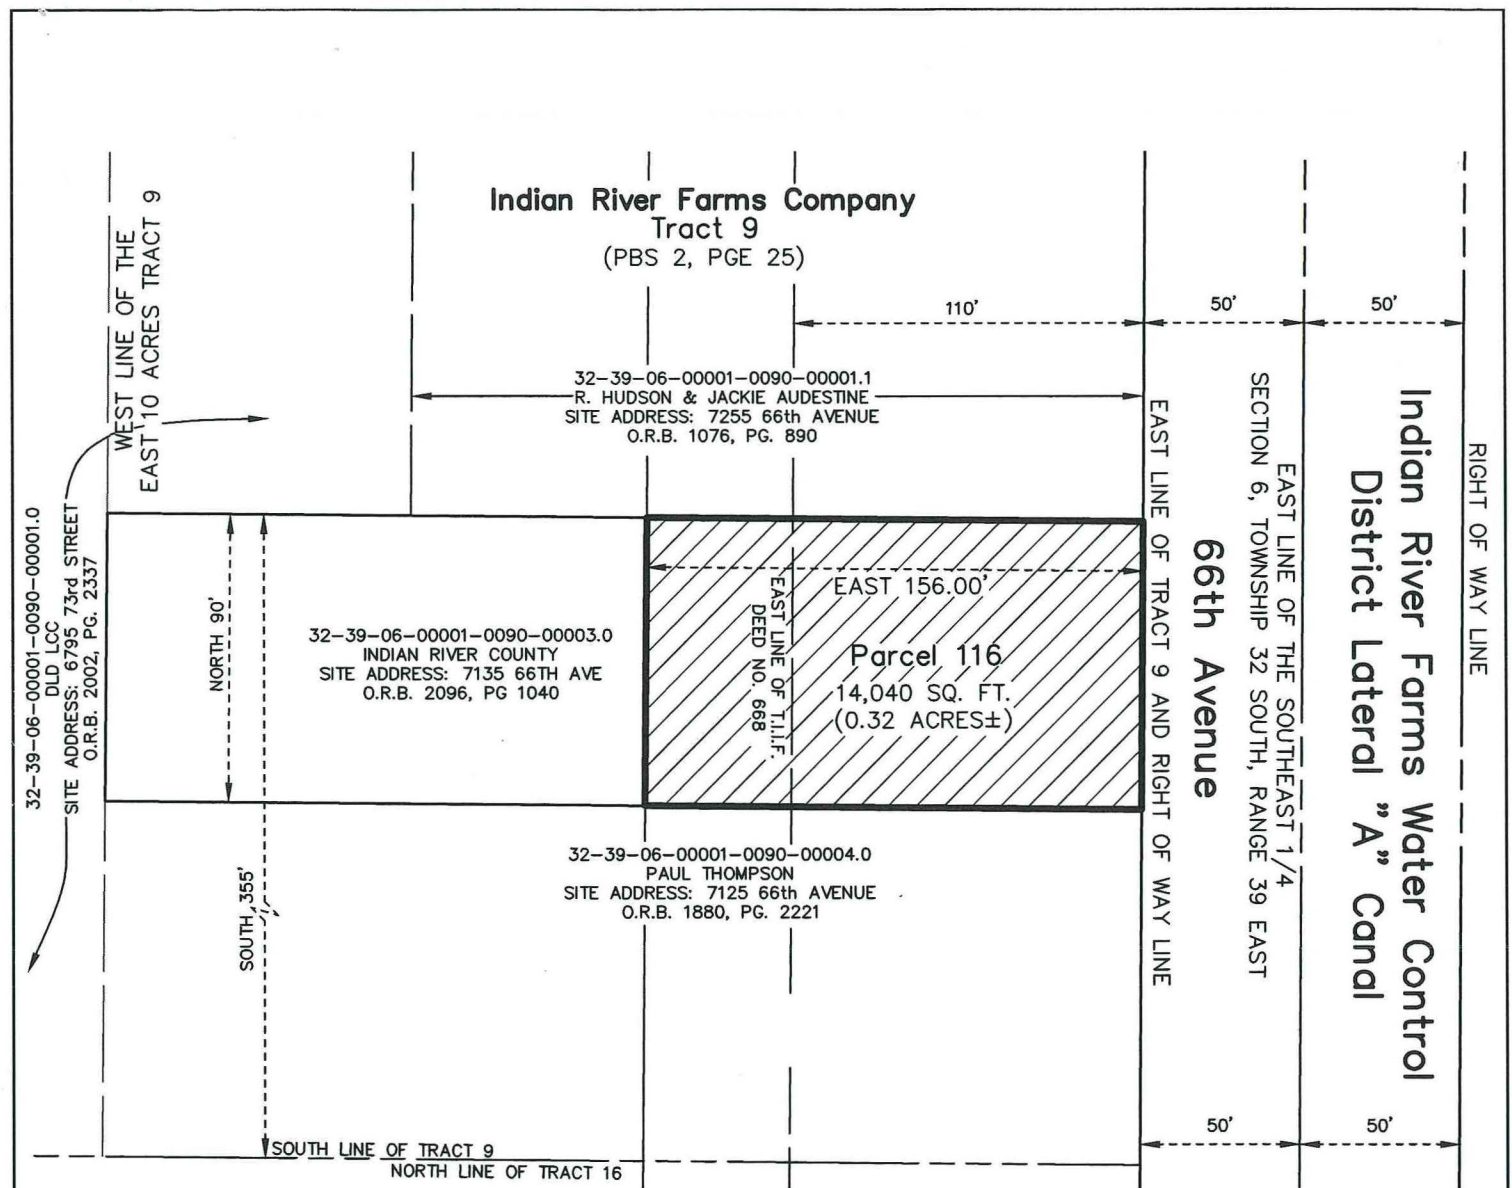 Indian River Farms Company
Tract 9
(PBS 2, PGE 25)
WEST LINE OF THE
EAST 10 ACRES TRACT 9
110'
50'
50'
32-39-06-00001-0090-00001.1
R. HUDSON & JACKIE AUDESTINE
SITE ADDRESS: 7255 66th AVENUE
O.R.B. 1076, PG. 890
32-39-06-00001-0090-00001.0
DLD LCC
SITE ADDRESS: 6795 73rd STREET
O.R.B. 2002, PG. 2337
NORTH 90'
SOUTH 355'
32-39-06-00001-0090-00003.0
INDIAN RIVER COUNTY
SITE ADDRESS: 7135 66TH AVE
O.R.B. 2096, PG 1040
EAST 156.00'
EAST LINE OF T.I.I.F.
DEED NO. 668
Parcel 116
14,040 SQ. FT.
(0.32 ACRES±)
EAST LINE OF TRACT 9 AND RIGHT OF WAY LINE
66th Avenue
EAST LINE OF THE SOUTHEAST 1/4
SECTION 6, TOWNSHIP 32 SOUTH, RANGE 39 EAST
Indian River Farms Water Control
District Lateral "A" Canal
RIGHT OF WAY LINE
32-39-06-00001-0090-00004.0
PAUL THOMPSON
SITE ADDRESS: 7125 66th AVENUE
O.R.B. 1880, PG. 2221
50'
50'
SOUTH LINE OF TRACT 9
NORTH LINE OF TRACT 16